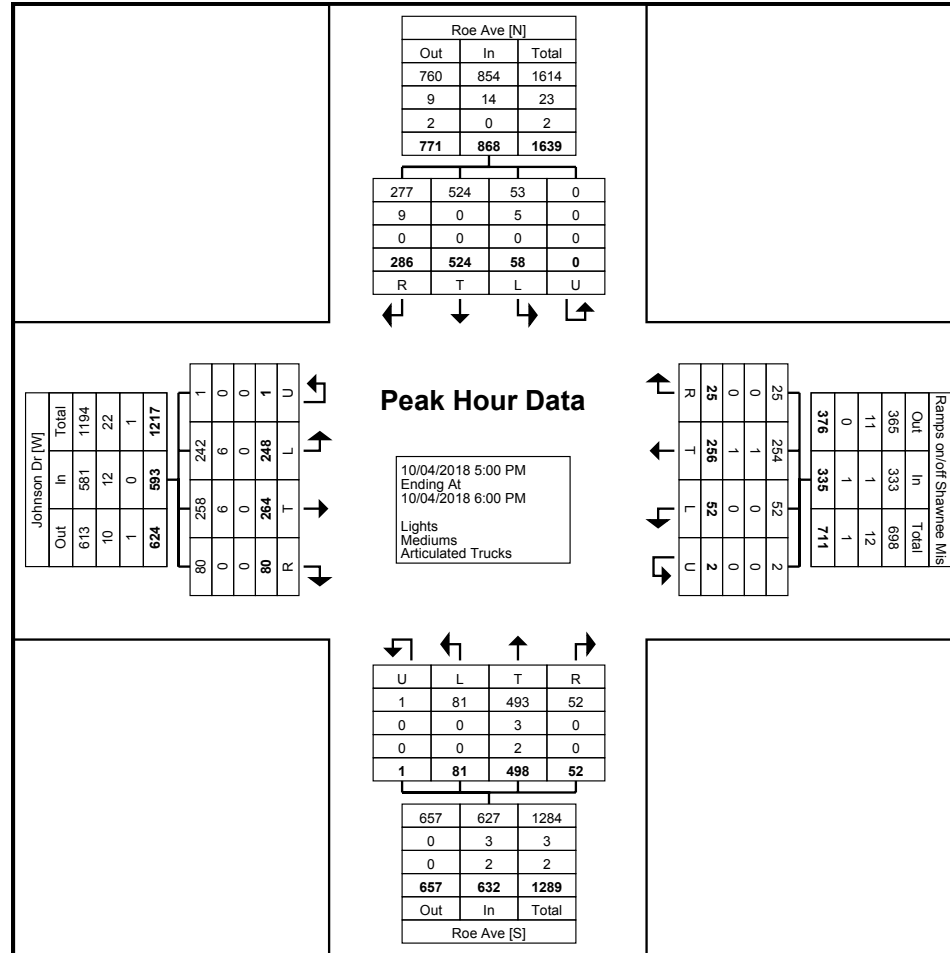 Roe Ave [N]
Out In Total
760 854 1614
9 14 23
2 0 2
771 868 1639
277 524 53 0
9 0 5 0
0 0 0 0
286 524 58 0
R T L U
Peak Hour Data
10/04/2018 5:00 PM
Ending At
10/04/2018 6:00 PM
Lights
Mediums
Articulated Trucks
Johnson Dr [W]
Total In Out
1194 581 613
22 12 10
1 0 1
1217 593 624
1 242 258 80
0 6 6 0
0 0 0 0
1 248 264 80
U L T R
Ramps on/off Shawnee Mis
Out In Total
365 333 698
11 1 12
0 1 1
376 335 711
25 254 52 2
0 1 0 0
0 1 0 0
25 256 52 2
R T L U
U L T R
1 81 493 52
0 0 3 0
0 0 2 0
1 81 498 52
657 627 1284
0 3 3
0 2 2
657 632 1289
Out In Total
Roe Ave [S]